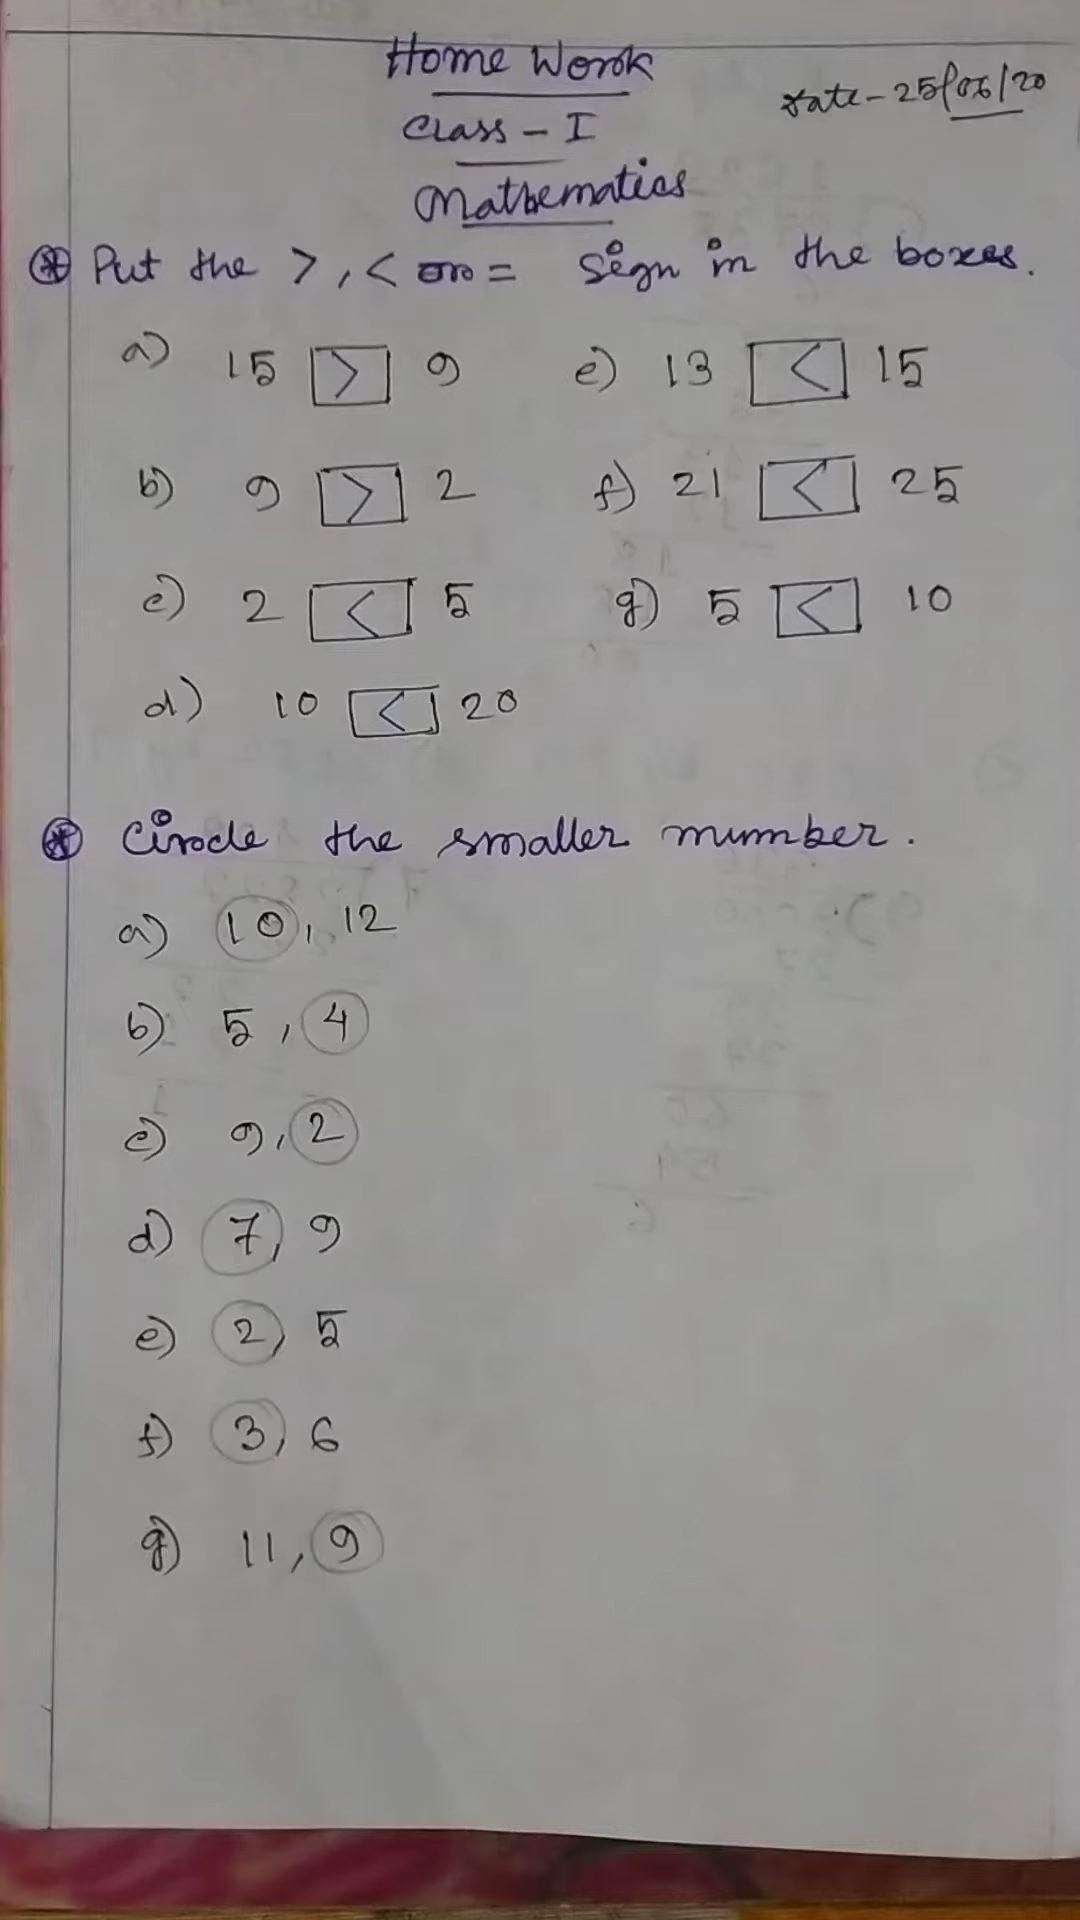 Home Work
Date-25/06/20
Class - I
Mathematics
* Put the >, < or = sign in the boxes.
a) 15 > 9 e) 13 < 15
b) 9 > 2 f) 21 < 25
c) 2 < 5 g) 5 < 10
d) 10 < 20
* Circle the smaller number.
a) 10, 12
b) 5, 4
c) 9, 2
d) 7, 9
e) 2, 5
f) 3, 6
g) 11, 9